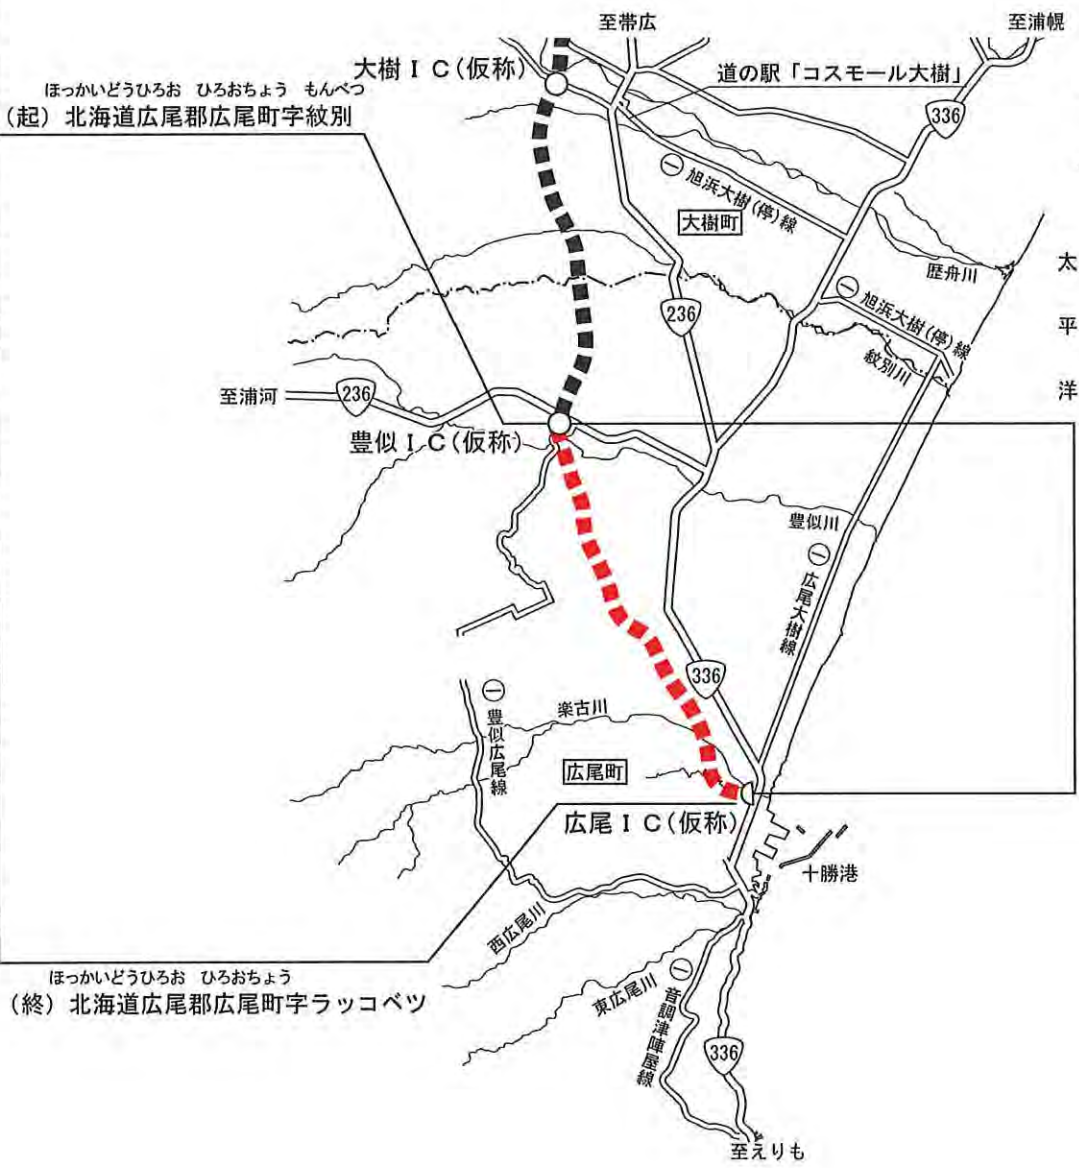 至帯広
至浦幌
大樹ＩＣ(仮称)
道の駅「コスモール大樹」
ほっかいどうひろお　ひろおちょう　もんべつ
（起）北海道広尾郡広尾町字紋別
336
一 旭浜大樹(停)線
大樹町
歴舟川
太平洋
一 旭浜大樹(停)線
236
紋別川
至浦河
236
豊似ＩＣ(仮称)
豊似川
一 広尾大樹線
336
楽古川
一 豊似広尾線
広尾町
広尾ＩＣ(仮称)
十勝港
西広尾川
ほっかいどうひろお　ひろおちょう
（終）北海道広尾郡広尾町字ラッコベツ
東広尾川
一 音調津陣屋線
336
至えりも